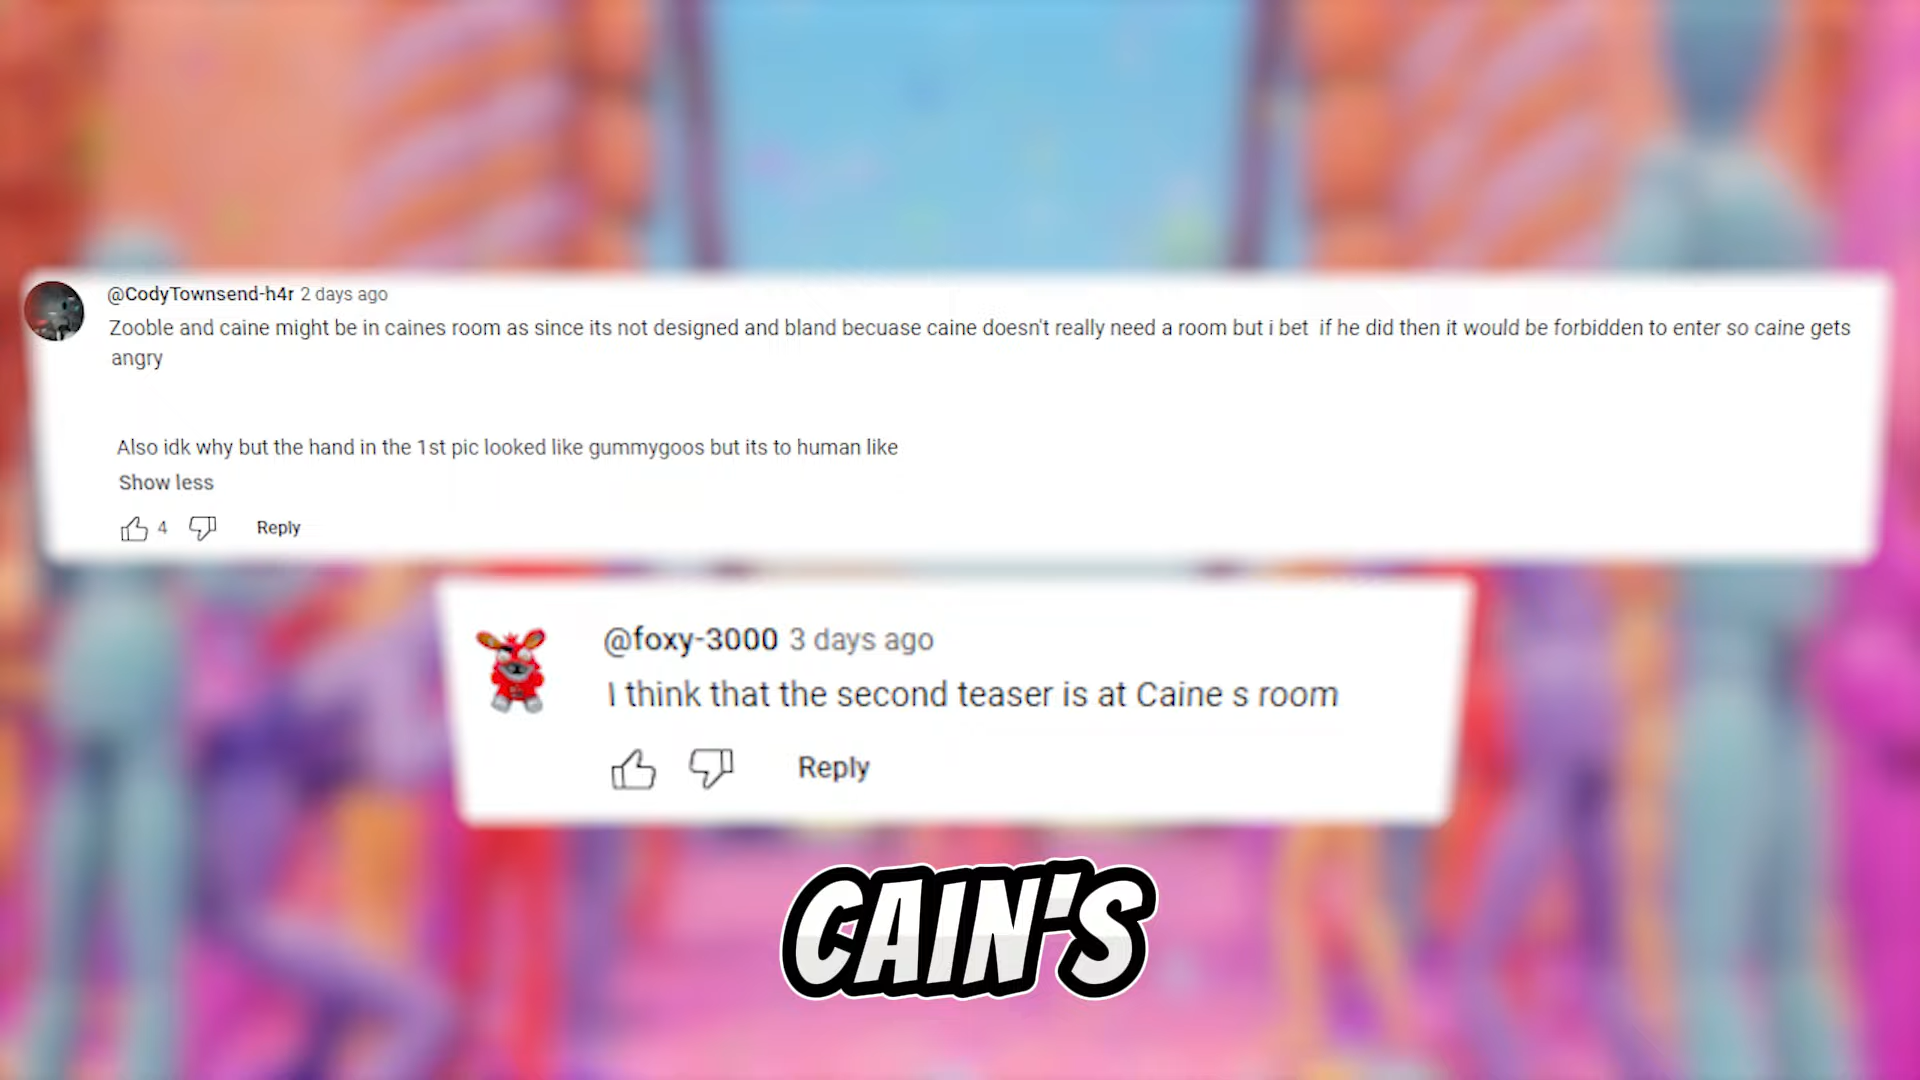 @CodyTownsend-h4r 2 days ago
Zooble and caine might be in caines room as since its not designed and bland becuase caine doesn't really need a room but i bet  if he did then it would be forbidden to enter so caine gets
angry
Also idk why but the hand in the 1st pic looked like gummygoos but its to human like
Show less
4 Reply
@foxy-3000 3 days ago
I think that the second teaser is at Caine s room
Reply
CAIN'S